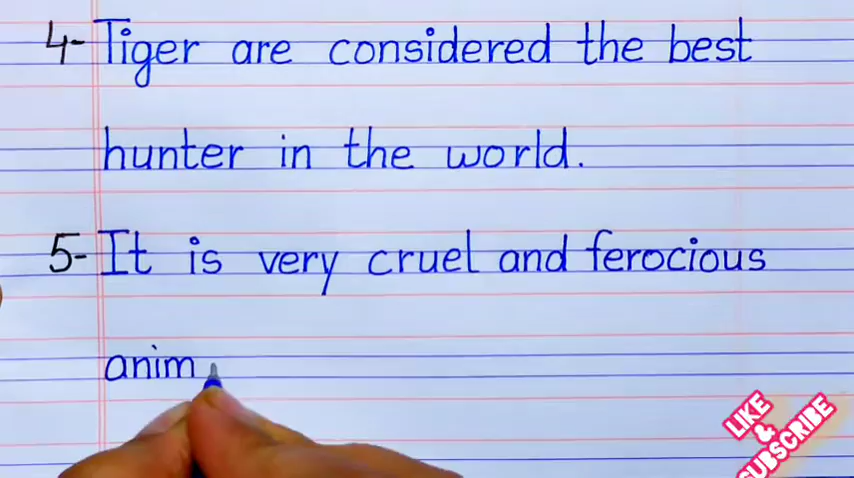 4- Tiger are considered the best
hunter in the world.
5- It is very cruel and ferocious
anim
LIKE
&
SUBSCRIBE